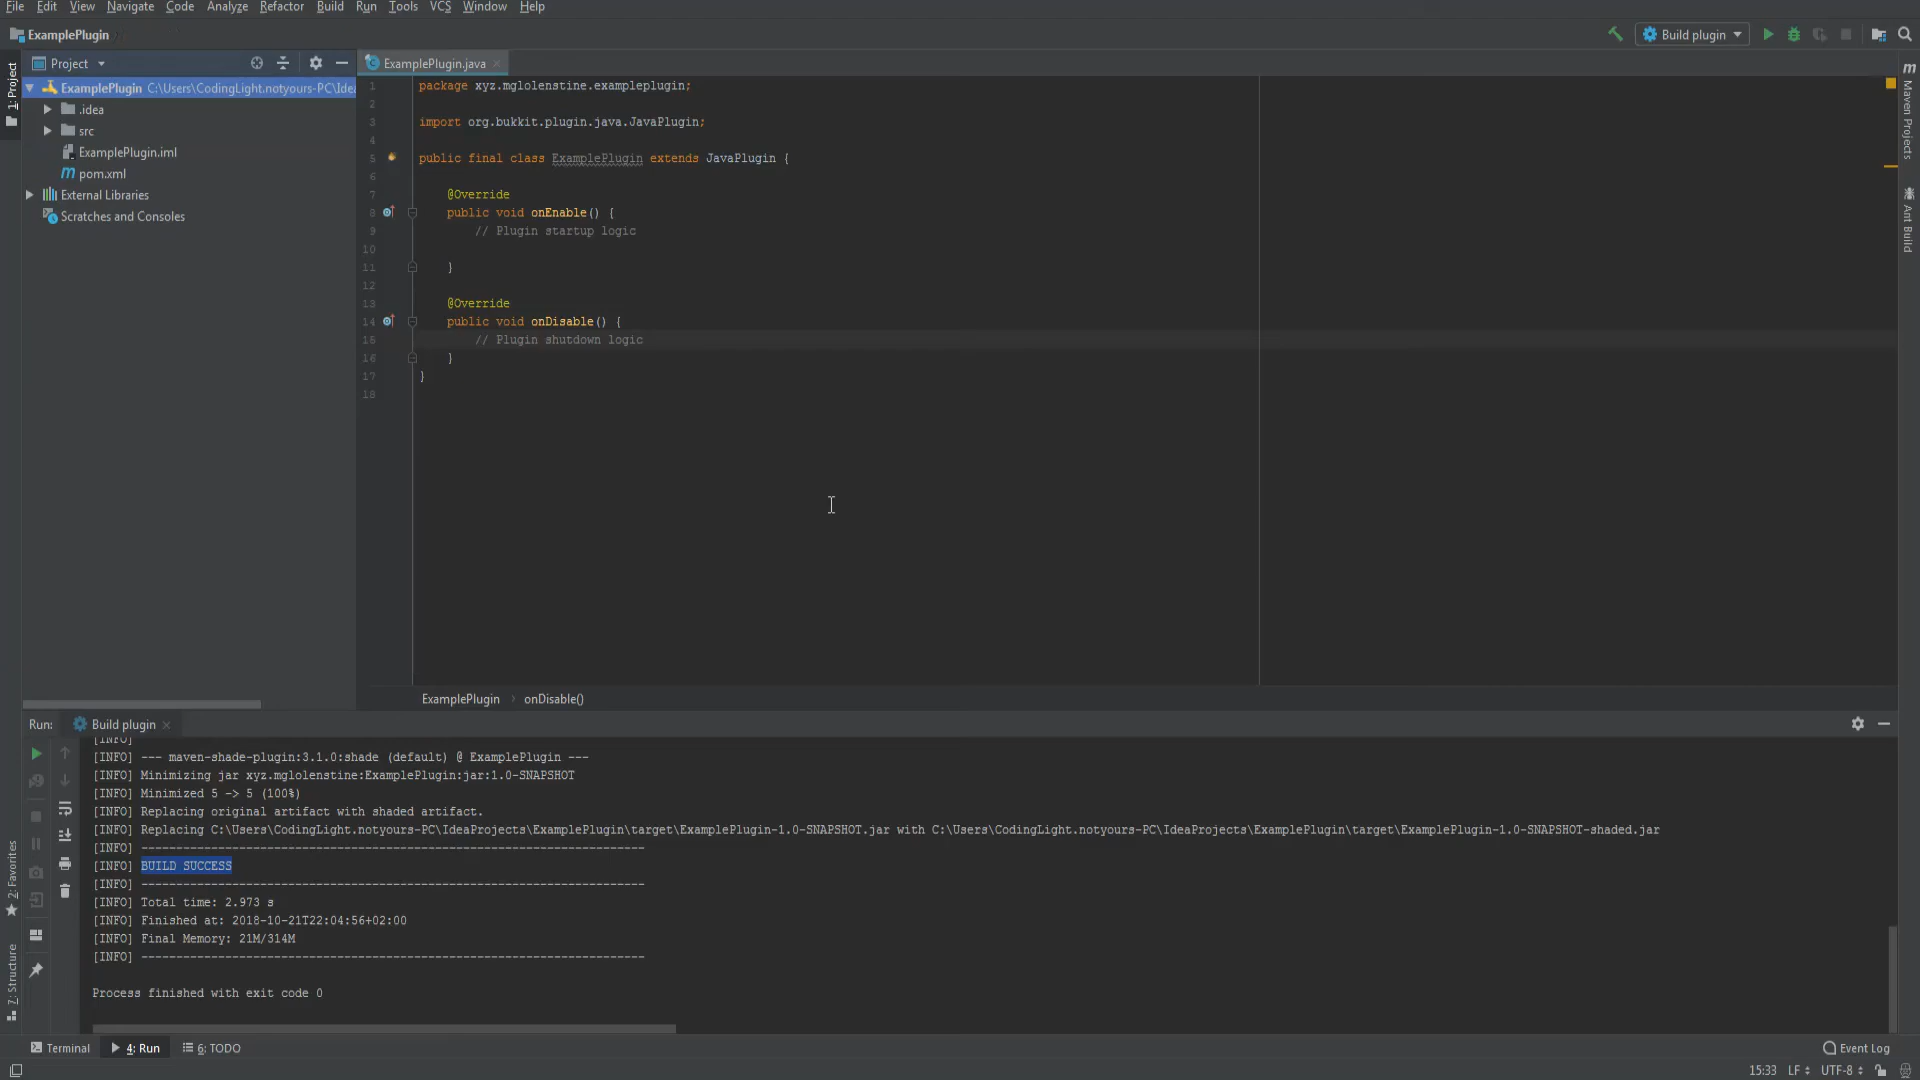 File Edit View Navigate Code Analyze Refactor Build Run Tools VCS Window Help
ExamplePlugin
Build plugin
Project
ExamplePlugin.java
1: Project
ExamplePlugin C:\Users\CodingLight.notyours-PC\Idea
.idea
src
ExamplePlugin.iml
pom.xml
External Libraries
Scratches and Consoles
1 package xyz.mglolenstine.exampleplugin;
2
3 import org.bukkit.plugin.java.JavaPlugin;
4
5 public final class ExamplePlugin extends JavaPlugin {
6
7 @Override
8 public void onEnable() {
9 // Plugin startup logic
10
11 }
12
13 @Override
14 public void onDisable() {
15 // Plugin shutdown logic
16 }
17 }
18
Maven Projects
Ant Build
ExamplePlugin › onDisable()
Run: Build plugin
[INFO]
[INFO] --- maven-shade-plugin:3.1.0:shade (default) @ ExamplePlugin ---
[INFO] Minimizing jar xyz.mglolenstine:ExamplePlugin:jar:1.0-SNAPSHOT
[INFO] Minimized 5 -> 5 (100%)
[INFO] Replacing original artifact with shaded artifact.
[INFO] Replacing C:\Users\CodingLight.notyours-PC\IdeaProjects\ExamplePlugin\target\ExamplePlugin-1.0-SNAPSHOT.jar with C:\Users\CodingLight.notyours-PC\IdeaProjects\ExamplePlugin\target\ExamplePlugin-1.0-SNAPSHOT-shaded.jar
[INFO] ------------------------------------------------------------------------
[INFO] BUILD SUCCESS
[INFO] ------------------------------------------------------------------------
[INFO] Total time: 2.973 s
[INFO] Finished at: 2018-10-21T22:04:56+02:00
[INFO] Final Memory: 21M/314M
[INFO] ------------------------------------------------------------------------
Process finished with exit code 0
2: Favorites
7: Structure
Terminal
4: Run
6: TODO
Event Log
15:33 LF UTF-8